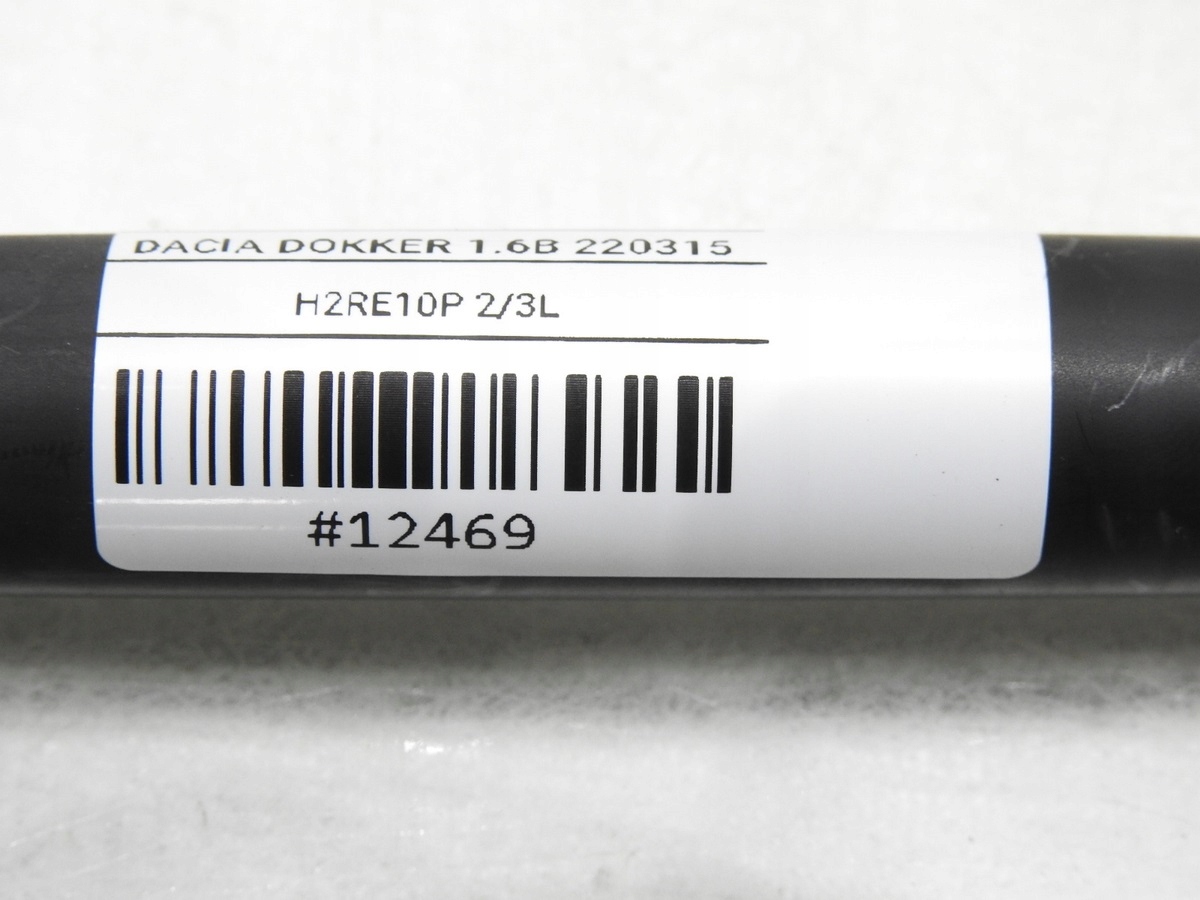 DACIA DOKKER 1.6B 220315
H2RE10P 2/3L
#12469